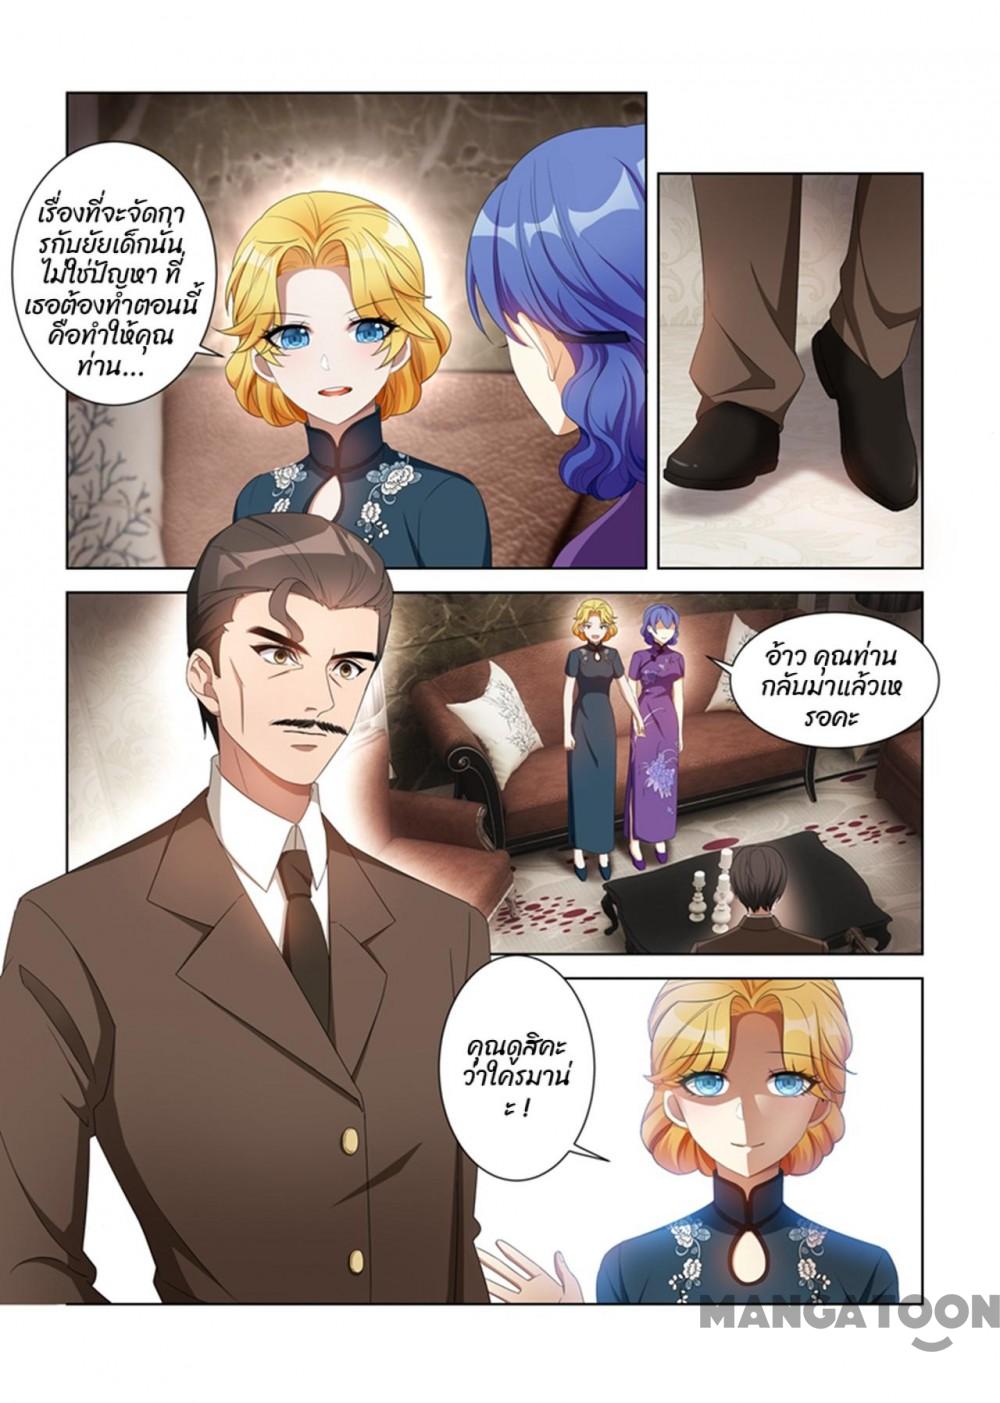 เรื่องที่จะจัดกา
รกับยัยเด็กนั่น
ไม่ใช่ปัญหา ที่
เธอต้องทำตอนนี้
คือทำให้คุณ
ท่าน...
อ้าว คุณท่าน
กลับมาแล้วเห
รอคะ
คุณดูสิคะ
ว่าใครมาน่
ะ!
MANGATOON